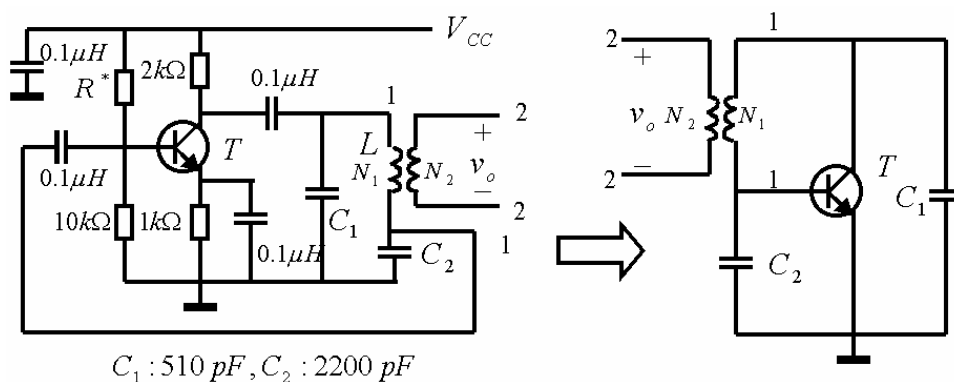 V_CC
0.1μH
R*
2kΩ
0.1μH
1
2
T
L
N_1
N_2
+
v_o
−
2
1
0.1μH
10kΩ
1kΩ
0.1μH
C_1
C_2
C_1 : 510 pF , C_2 : 2200 pF
2
+
v_o
N_2
N_1
−
2
1
1
T
C_1
C_2